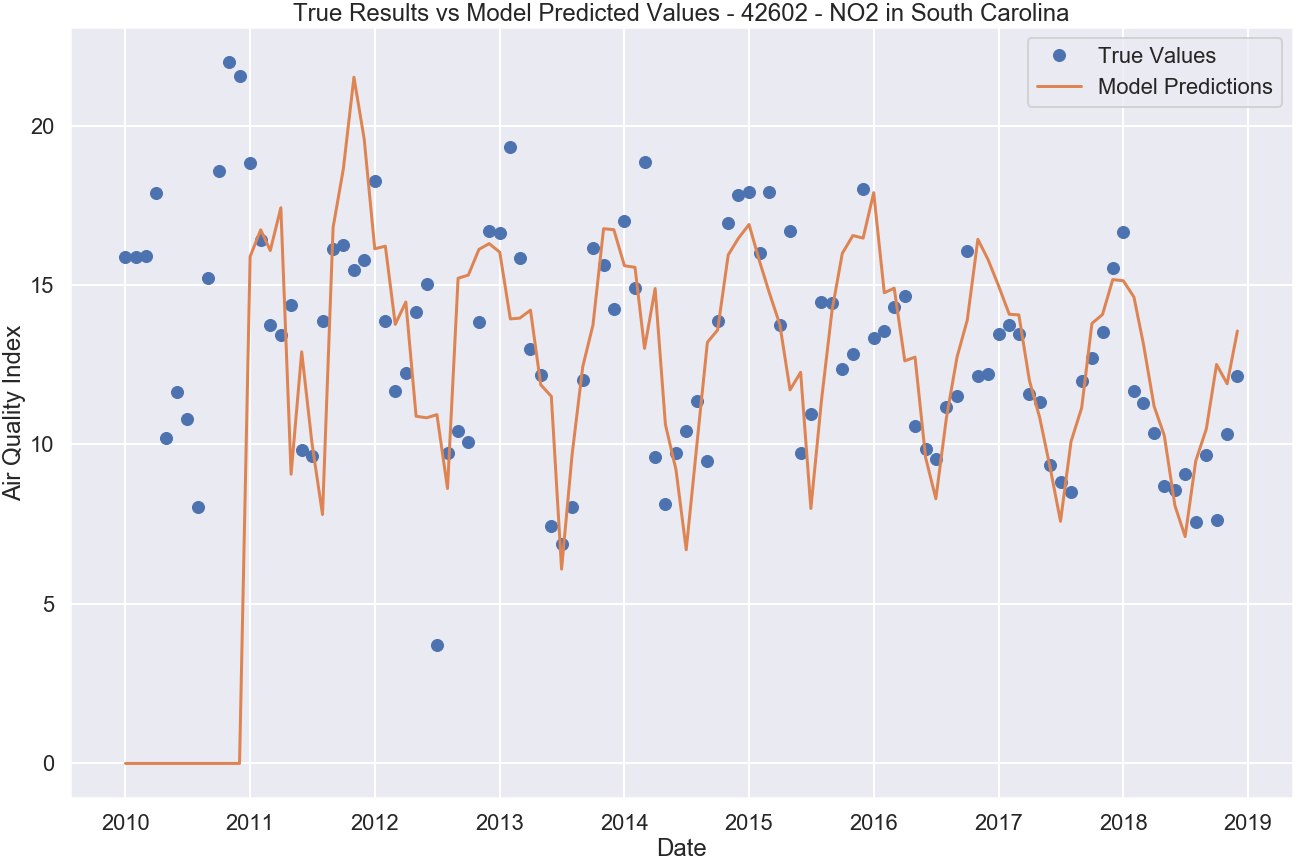 True Results vs Model Predicted Values - 42602 - NO2 in South Carolina
True Values
Model Predictions
Air Quality Index
20
15
10
5
0
2010 2011 2012 2013 2014 2015 2016 2017 2018 2019
Date